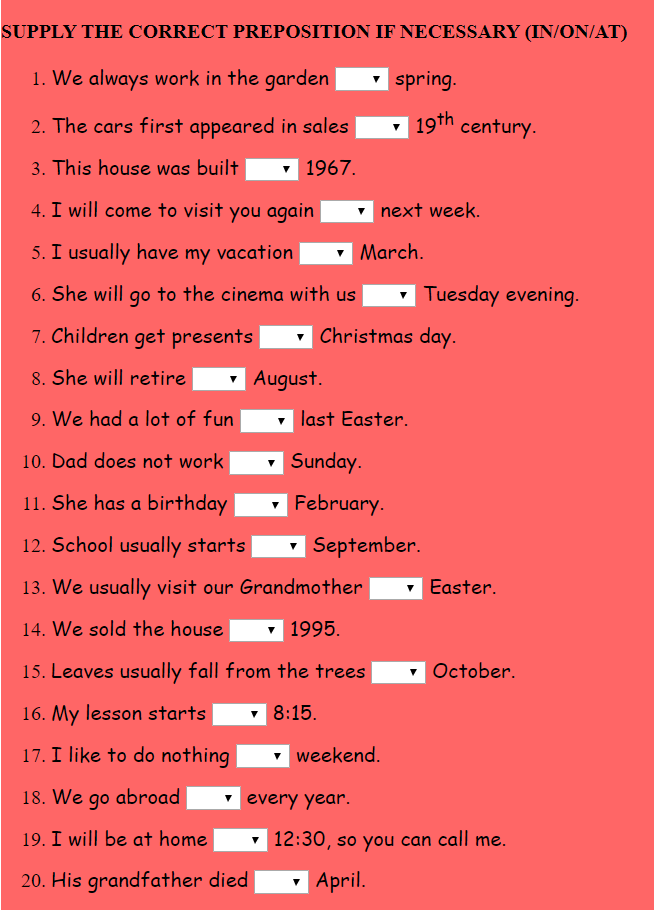 SUPPLY THE CORRECT PREPOSITION IF NECESSARY (IN/ON/AT)
1. We always work in the garden spring.
2. The cars first appeared in sales 19th century.
3. This house was built 1967.
4. I will come to visit you again next week.
5. I usually have my vacation March.
6. She will go to the cinema with us Tuesday evening.
7. Children get presents Christmas day.
8. She will retire August.
9. We had a lot of fun last Easter.
10. Dad does not work Sunday.
11. She has a birthday February.
12. School usually starts September.
13. We usually visit our Grandmother Easter.
14. We sold the house 1995.
15. Leaves usually fall from the trees October.
16. My lesson starts 8:15.
17. I like to do nothing weekend.
18. We go abroad every year.
19. I will be at home 12:30, so you can call me.
20. His grandfather died April.